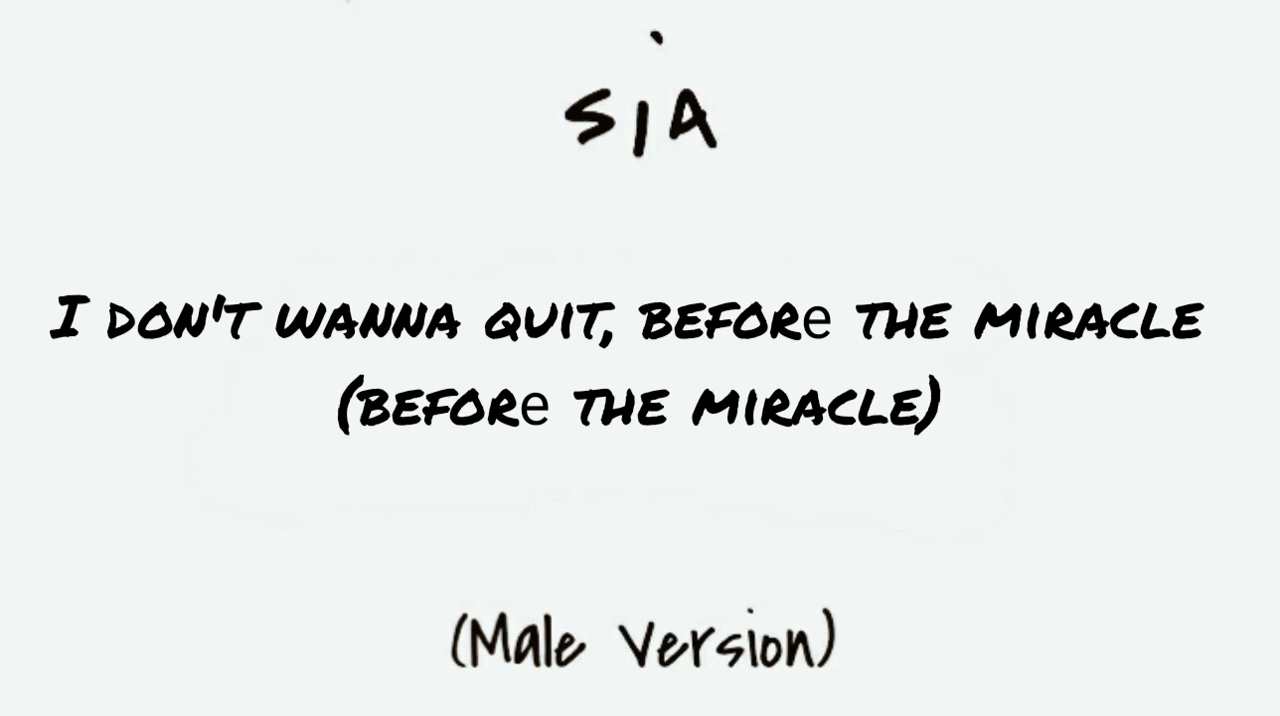 SiA
I DON'T WANNA QUIT, BEFORe THE MIRACLE
(BEFORe THE MIRACLE)
(Male Version)